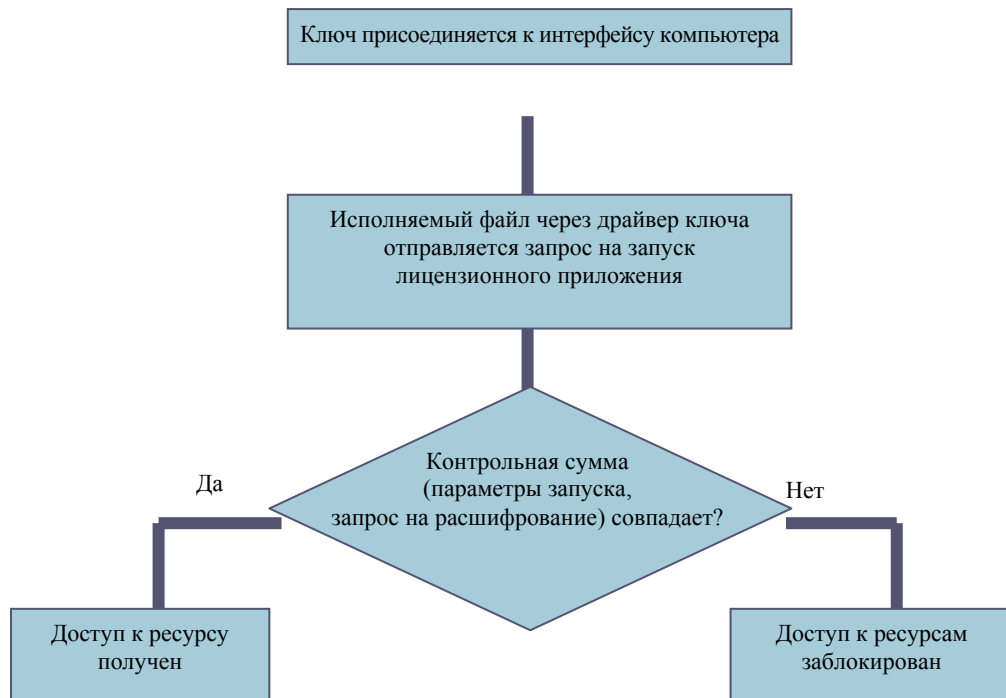 Ключ присоединяется к интерфейсу компьютера
Исполняемый файл через драйвер ключа
отправляется запрос на запуск
лицензионного приложения
Контрольная сумма
(параметры запуска,
запрос на расшифрование) совпадает?
Да
Нет
Доступ к ресурсу
получен
Доступ к ресурсам
заблокирован